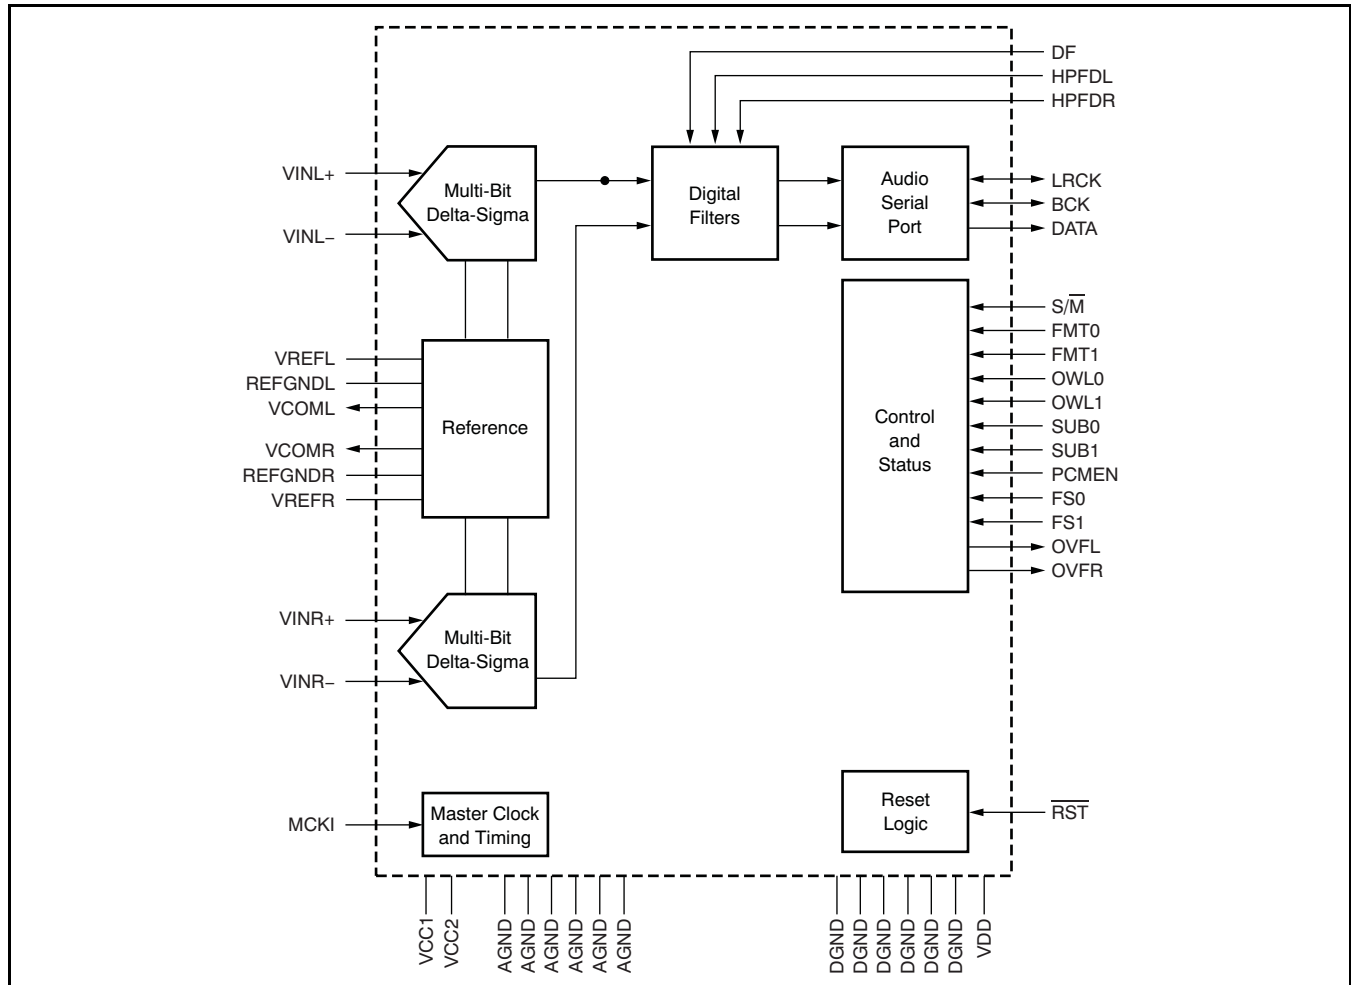 DF
HPFDL
HPFDR
VINL+
VINL−
Multi-Bit
Delta-Sigma
Digital
Filters
Audio
Serial
Port
LRCK
BCK
DATA
VREFL
REFGNDL
VCOML
VCOMR
REFGNDR
VREFR
Reference
Control
and
Status
S/M̅
FMT0
FMT1
OWL0
OWL1
SUB0
SUB1
PCMEN
FS0
FS1
OVFL
OVFR
VINR+
VINR−
Multi-Bit
Delta-Sigma
MCKI
Master Clock
and Timing
Reset
Logic
R̅S̅T̅
VCC1
VCC2
AGND
AGND
AGND
AGND
AGND
AGND
DGND
DGND
DGND
DGND
DGND
DGND
VDD